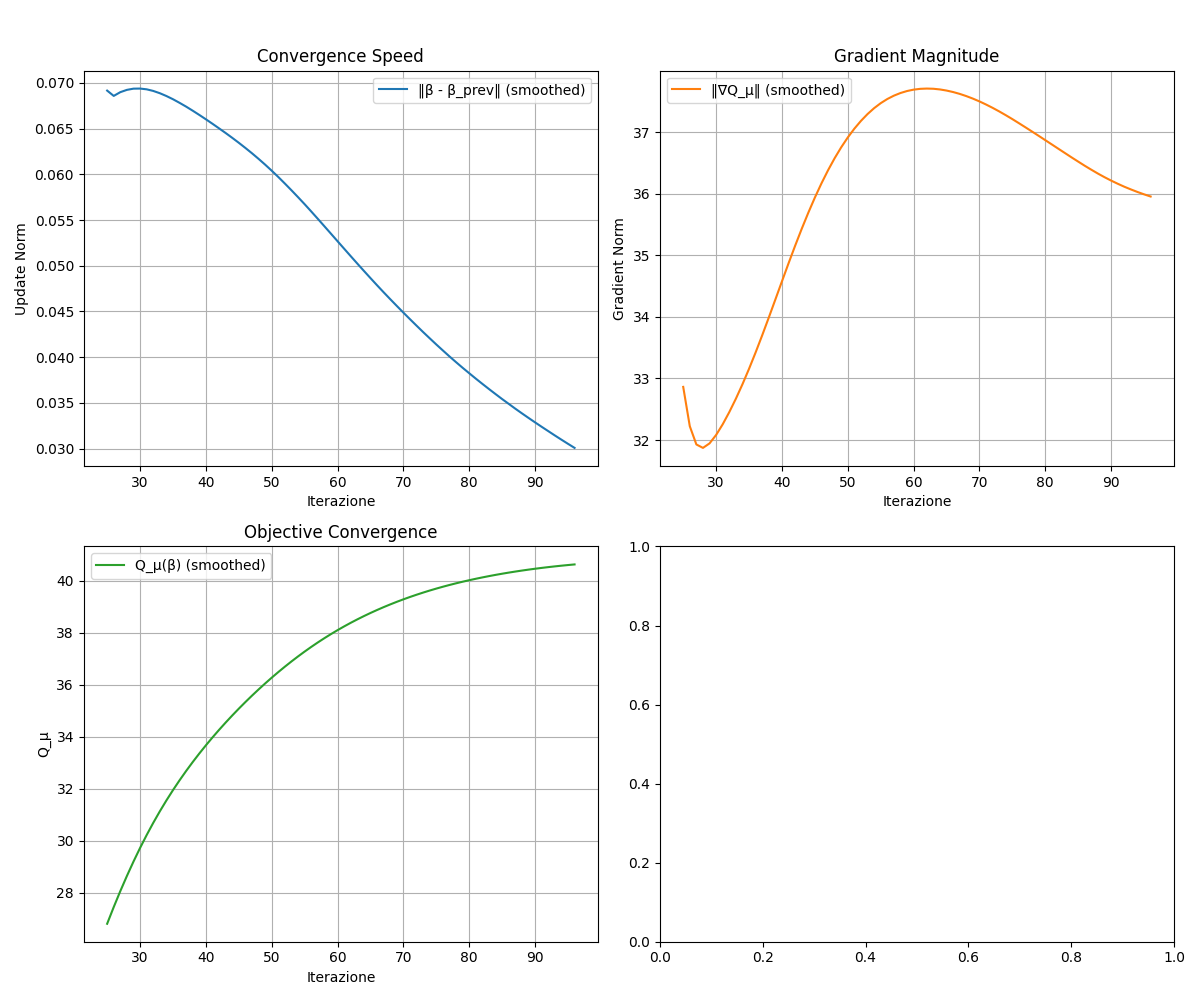 Convergence Speed
‖β - β_prev‖ (smoothed)
0.070
0.065
0.060
0.055
0.050
0.045
0.040
0.035
0.030
Update Norm
30 40 50 60 70 80 90
Iterazione
Gradient Magnitude
‖∇Q_μ‖ (smoothed)
37
36
35
34
33
32
Gradient Norm
30 40 50 60 70 80 90
Iterazione
Objective Convergence
Q_μ(β) (smoothed)
40
38
36
34
32
30
28
Q_μ
30 40 50 60 70 80 90
Iterazione
1.0
0.8
0.6
0.4
0.2
0.0
0.0 0.2 0.4 0.6 0.8 1.0